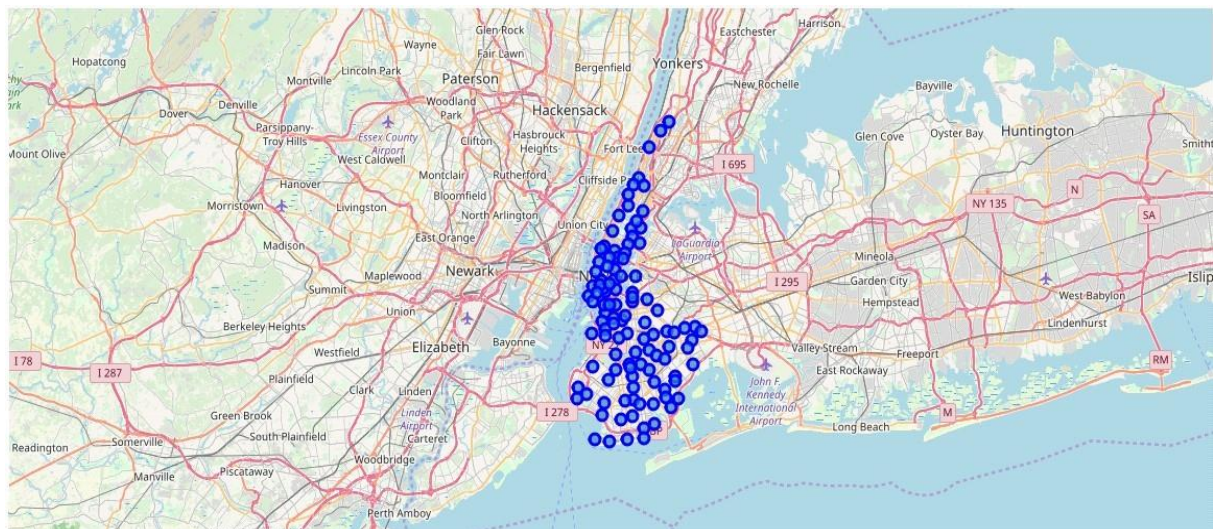 Harrison
Glen Rock
Eastchester
Hopatcong
Wayne
Fair Lawn
Lincoln Park
Bergenfield
Yonkers
Montville
Paterson
New Rochelle
Bayville
Denville
Woodland
Park
Hackensack
Dover
Parsippany-
Troy Hills
Essex County
Airport
Clifton
Hasbrouck
Heights
Glen Cove
Oyster Bay
Huntington
Mount Olive
West Caldwell
Fort Lee
Smith
I 695
Hanover
Montclair
Rutherford
Cliffside
N
Morristown
Livingston
Bloomfield
North Arlington
NY 135
SA
Union City
East Orange
LaGuardia
Airport
Madison
Maplewood
Newark
Mineola
Garden City
Islip
Summit
I 295
Union
Hempstead
West Babylon
Berkeley Heights
Lindenhurst
Elizabeth
Bayonne
NY 2
Valley Stream
Freeport
I 78
I 287
Westfield
East Rockaway
RM
Plainfield
Clark
Linden
John F.
Kennedy
International
Airport
Green Brook
Linden
Airport
I 278
M
Readington
Somerville
South Plainfield
Carteret
Long Beach
Manville
Piscataway
Woodbridge
Perth Amboy